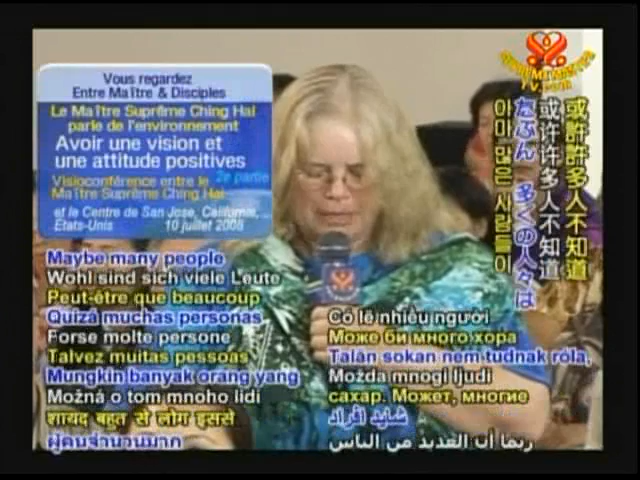 Vous regardez
Entre Maître & Disciples
Le Maître Suprême Ching Hai
parle de l'environnement
Avoir une vision et
une attitude positives
2e partie
Visioconférence entre le
Maître Suprême Ching Hai
et le Centre de San Jose, Californie,
États-Unis 10 juillet 2008
SUPREME MASTER
TV.com
或許許多人不知道
或许许多人不知道
たぶん 多くの人々は
아마 많은 사람들이
Maybe many people
Wohl sind sich viele Leute
Peut-être que beaucoup
Quizá muchas personas
Forse molte persone
Talvez muitas pessoas
Mungkin banyak orang yang
Možná o tom mnoho lidí
शायद बहुत से लोग इससे
ผู้คนจำนวนมาก
Có lẽ nhiều người
Може би много хора
Talán sokan nem tudnak róla,
Možda mnogi ljudi
сахар. Может, многие
شاید افراد
ربما أن العديد من الناس